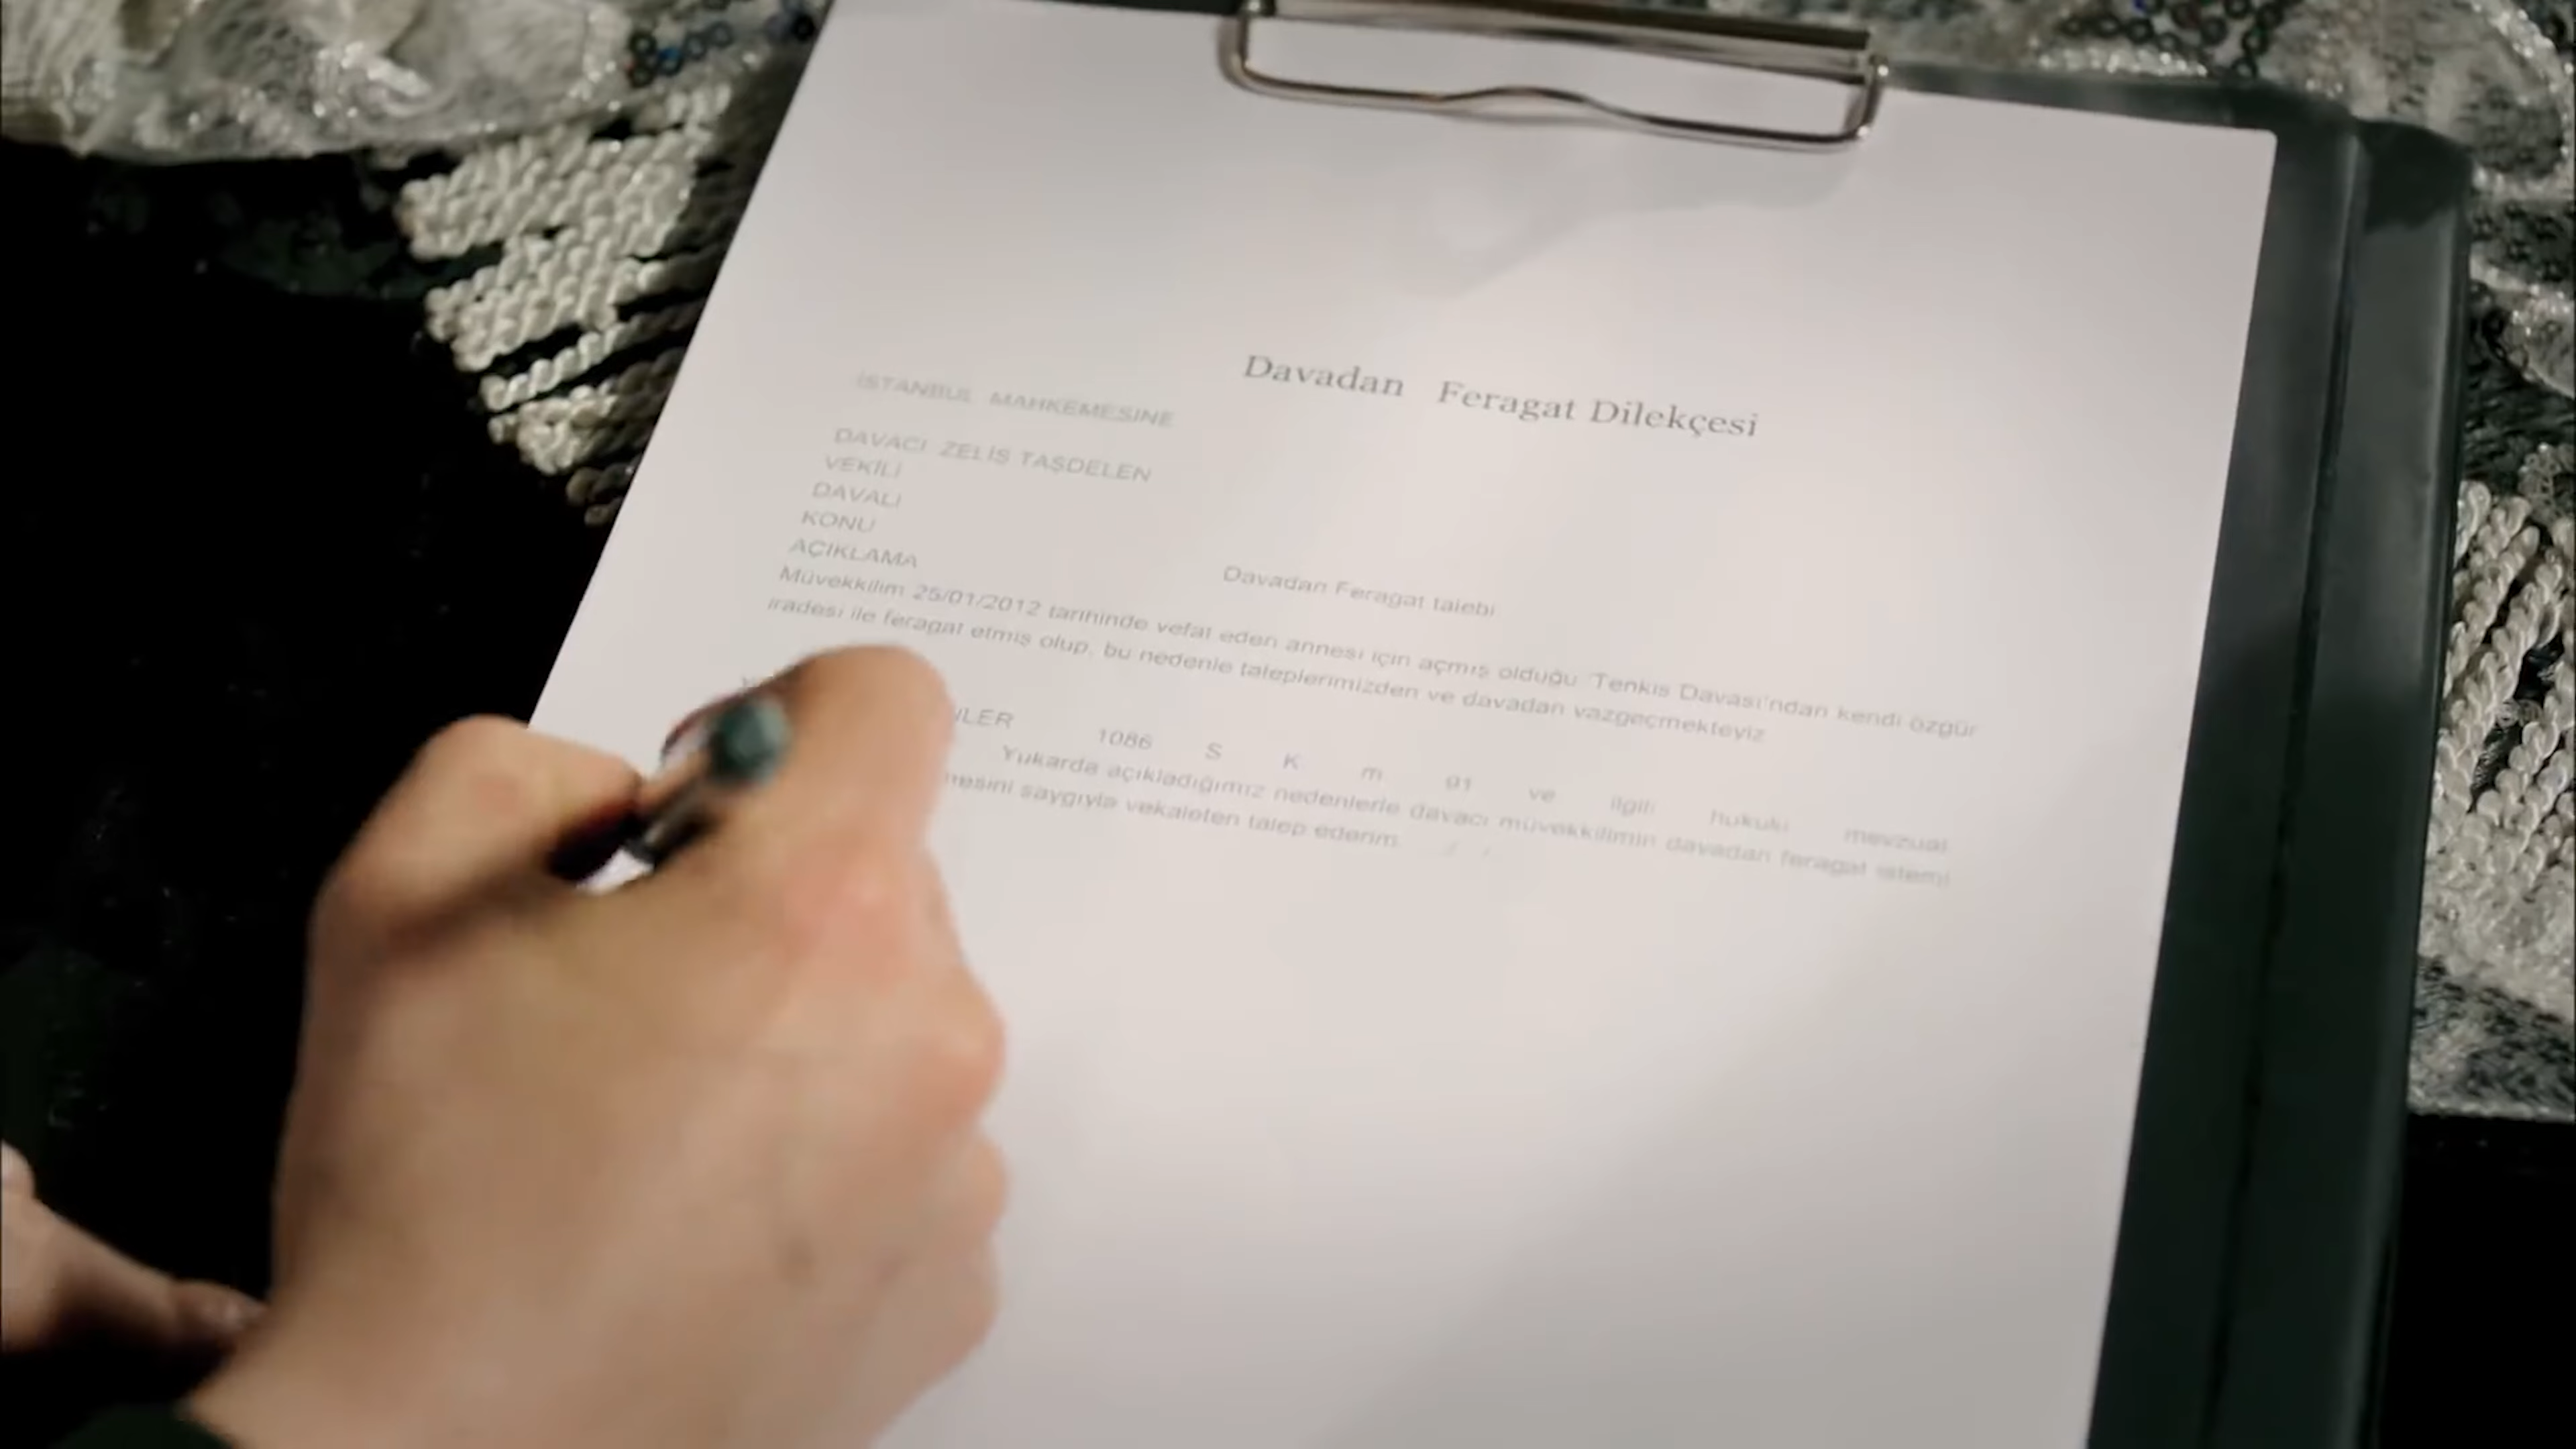 Davadan Feragat Dilekçesi
İSTANBUL MAHKEMESİNE
DAVACI ZELİŞ TAŞDELEN
VEKİLİ
DAVALI
KONU
AÇIKLAMA
Davadan Feragat talebi
Müvekkilim 25/01/2012 tarihinde vefat eden annesi için açmış olduğu 'Tenkis Davası'ndan kendi özgür
iradesi ile feragat etmiş olup, bu nedenle taleplerimizden ve davadan vazgeçmekteyiz
1086 S K m 91 ve ilgili hukuki mevzuat
Yukarda açıkladığımız nedenlerle davacı müvekkilimin davadan feragat istemi
saygıyla vekaleten talep ederim.